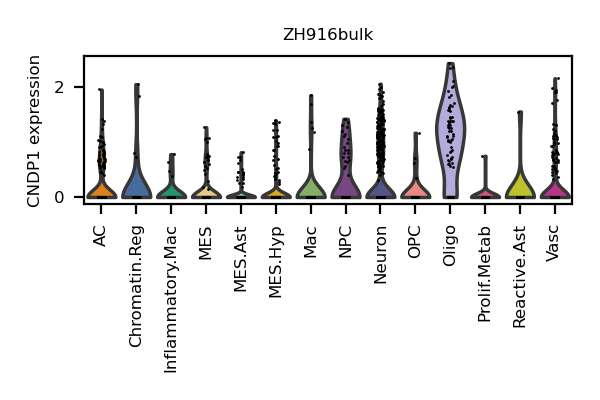 ZH916bulk
CNDP1 expression
2
0
AC
Chromatin.Reg
Inflammatory.Mac
MES
MES.Ast
MES.Hyp
Mac
NPC
Neuron
OPC
Oligo
Prolif.Metab
Reactive.Ast
Vasc